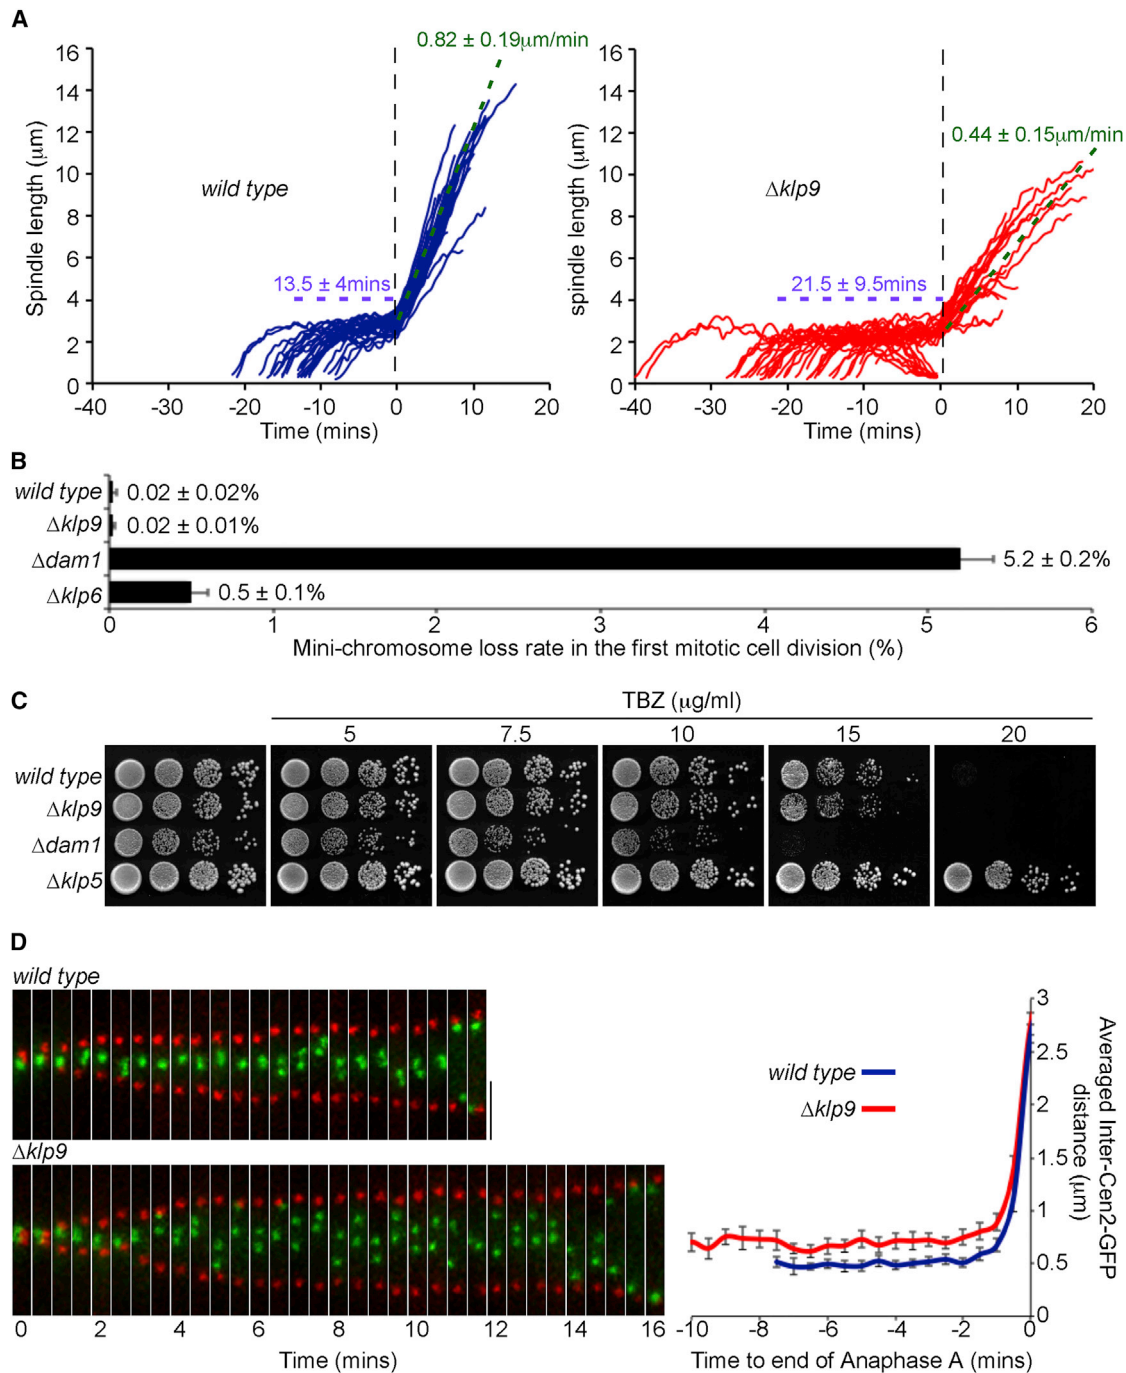 A
0.82 ± 0.19μm/min
16
14
12
10
8
6
4
2
0
Spindle length (μm)
wild type
13.5 ± 4mins
-40
-30
-20
-10
0
10
20
Time (mins)
0.44 ± 0.15μm/min
16
14
12
10
8
6
4
2
0
spindle length (μm)
Δklp9
21.5 ± 9.5mins
-40
-30
-20
-10
0
10
20
Time (mins)
B
wild type
0.02 ± 0.02%
Δklp9
0.02 ± 0.01%
Δdam1
5.2 ± 0.2%
Δklp6
0.5 ± 0.1%
0
1
2
3
4
5
6
Mini-chromosome loss rate in the first mitotic cell division (%)
C
TBZ (μg/ml)
5
7.5
10
15
20
wild type
Δklp9
Δdam1
Δklp5
D
wild type
Δklp9
0
2
4
6
8
10
12
14
16
Time (mins)
wild type
Δklp9
3
2.5
2
1.5
1
0.5
0
Averaged Inter-Cen2-GFP
distance (μm)
-10
-8
-6
-4
-2
0
Time to end of Anaphase A (mins)